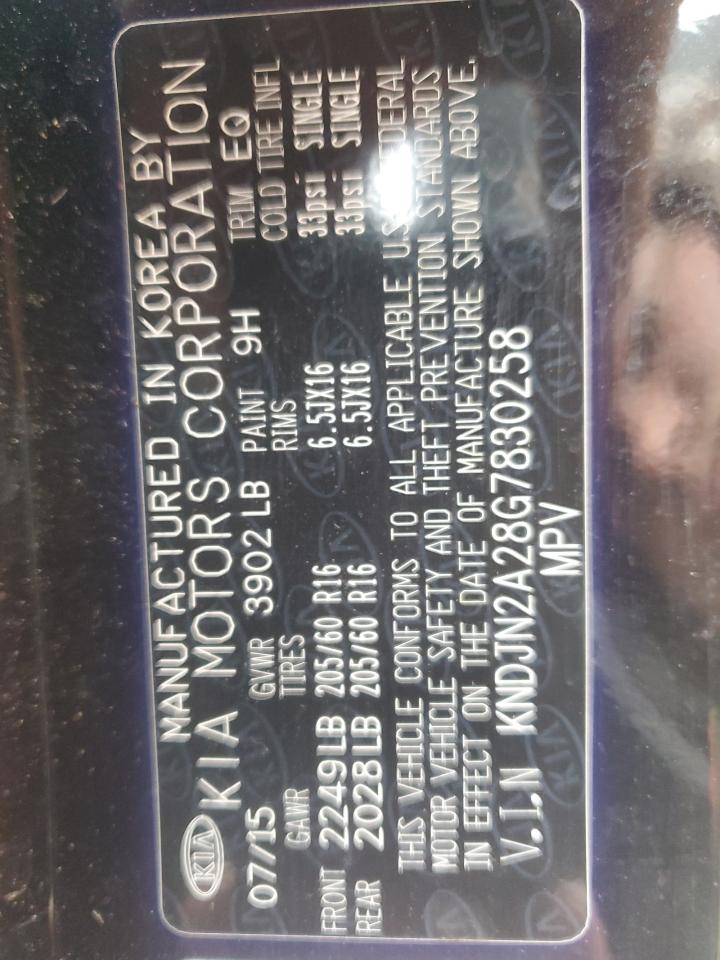 MANUFACTURED IN KOREA BY
KIA KIA MOTORS CORPORATION
07/15 GVWR 3902 LB PAINT 9H TRIM EQ
GAWR TIRES RIMS COLD TIRE INFL
FRONT 2249LB 205/60 R16 6.5JX16 33psi SINGLE
REAR 2028LB 205/60 R16 6.5JX16 33psi SINGLE
THIS VEHICLE CONFORMS TO ALL APPLICABLE U.S. FEDERAL
MOTOR VEHICLE SAFETY AND THEFT PREVENTION STANDARDS
IN EFFECT ON THE DATE OF MANUFACTURE SHOWN ABOVE.
V.I.N KNDJN2A28G7830258
MPV